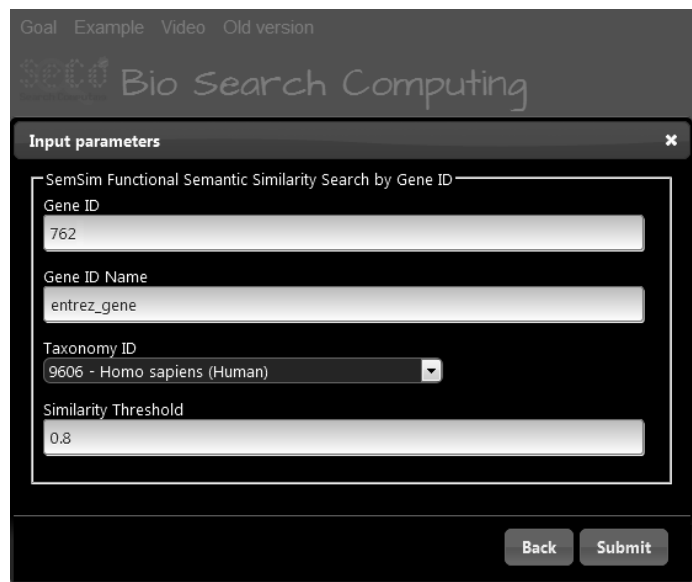 Goal Example Video Old version
seco Bio Search Computing
Input parameters
SemSim Functional Semantic Similarity Search by Gene ID
Gene ID
762
Gene ID Name
entrez_gene
Taxonomy ID
9606 - Homo sapiens (Human)
Similarity Threshold
0.8
Back Submit